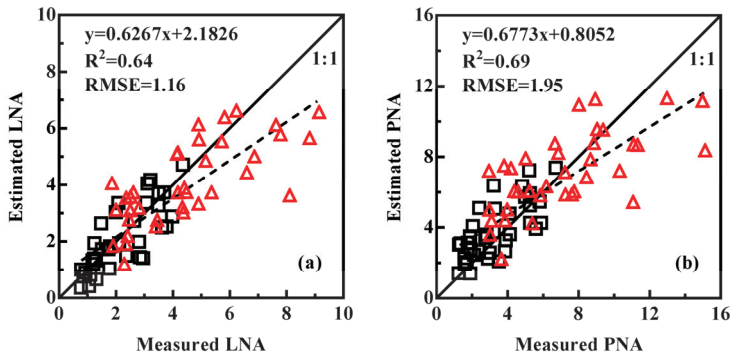 10
8
6
4
2
0
Estimated LNA
y=0.6267x+2.1826
R²=0.64
RMSE=1.16
1:1
(a)
0 2 4 6 8 10
Measured LNA
16
12
8
4
0
Estimated PNA
y=0.6773x+0.8052
R²=0.69
RMSE=1.95
1:1
(b)
0 4 8 12 16
Measured PNA